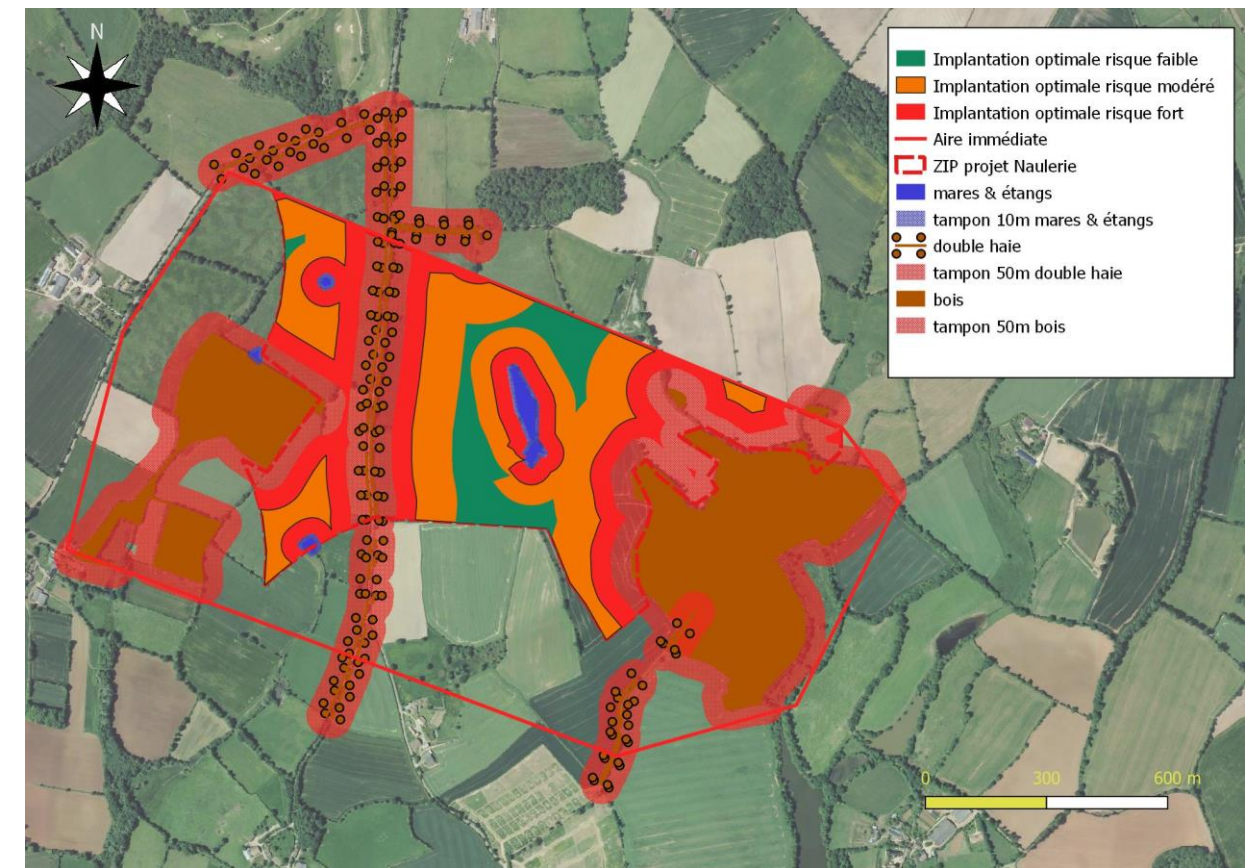 N
Implantation optimale risque faible
Implantation optimale risque modéré
Implantation optimale risque fort
Aire immédiate
ZIP projet Naulerie
mares & étangs
tampon 10m mares & étangs
double haie
tampon 50m double haie
bois
tampon 50m bois
0 300 600 m